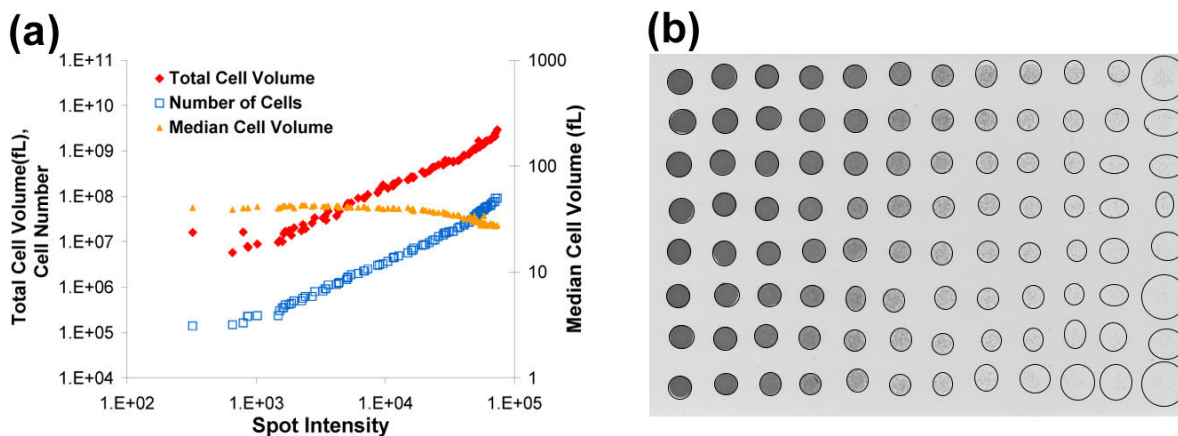 (a)
(b)
1.E+11
1.E+10
1.E+09
1.E+08
1.E+07
1.E+06
1.E+05
1.E+04
Total Cell Volume(fL),
Cell Number
Total Cell Volume
Number of Cells
Median Cell Volume
1000
100
10
1
Median Cell Volume (fL)
1.E+02
1.E+03
1.E+04
1.E+05
Spot Intensity